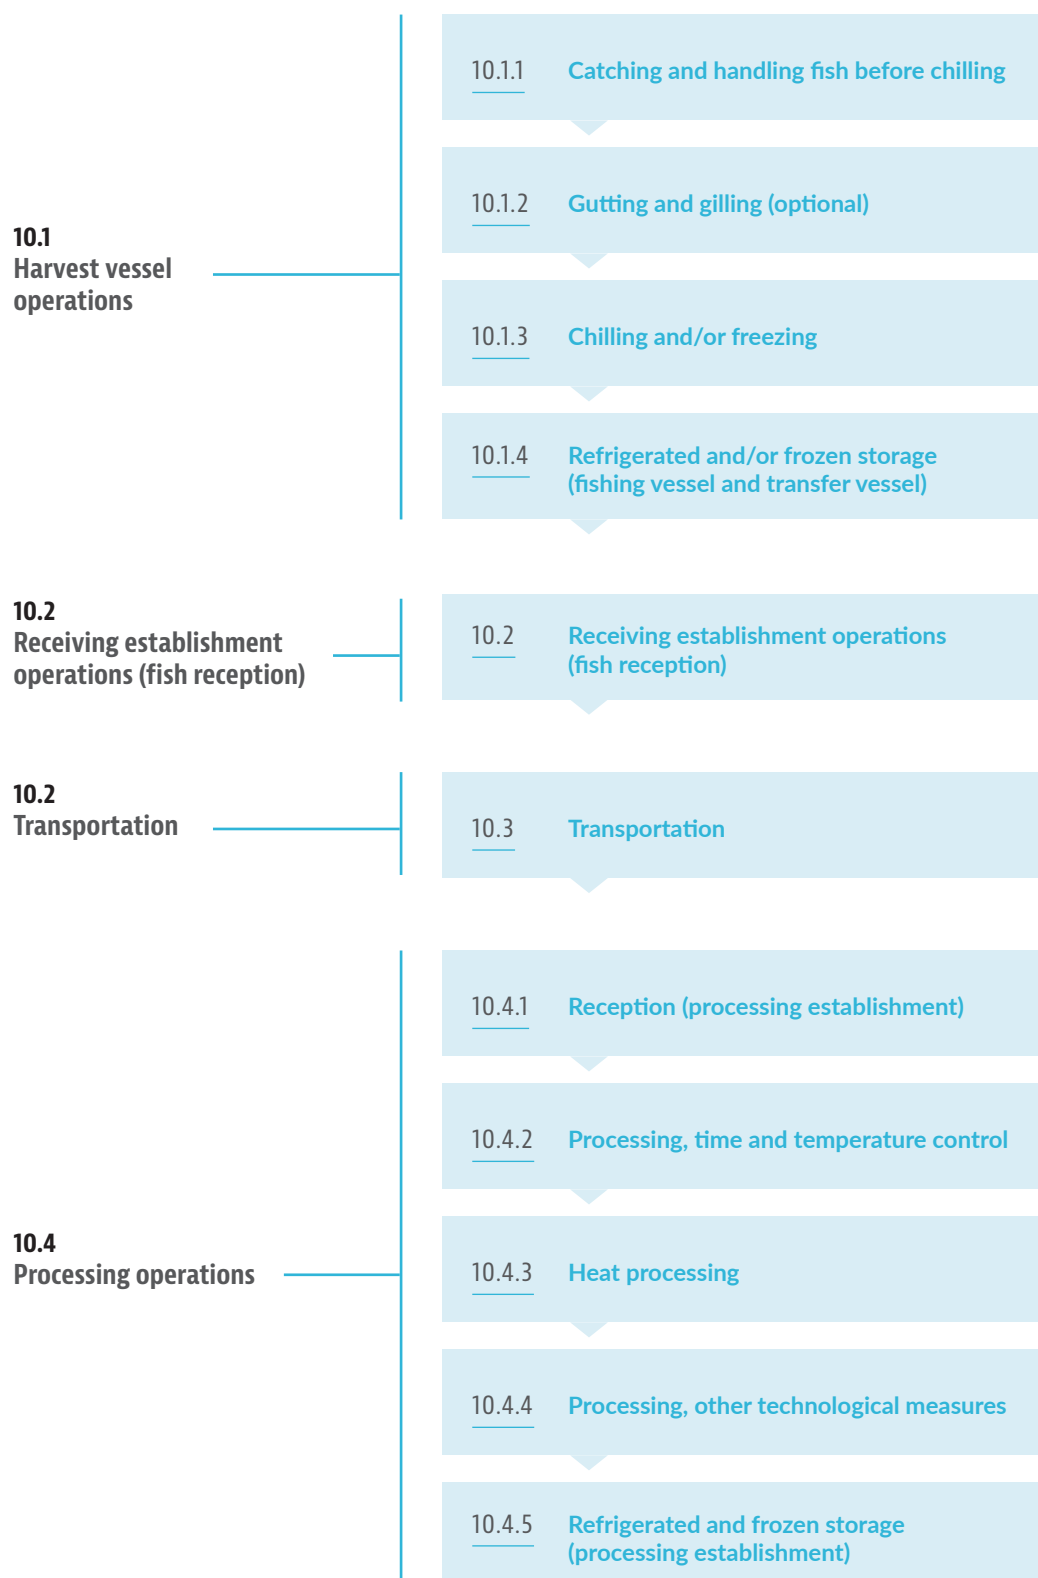 10.1
Harvest vessel
operations
10.1.1 Catching and handling fish before chilling
10.1.2 Gutting and gilling (optional)
10.1.3 Chilling and/or freezing
10.1.4 Refrigerated and/or frozen storage
(fishing vessel and transfer vessel)
10.2
Receiving establishment
operations (fish reception)
10.2 Receiving establishment operations
(fish reception)
10.2
Transportation
10.3 Transportation
10.4
Processing operations
10.4.1 Reception (processing establishment)
10.4.2 Processing, time and temperature control
10.4.3 Heat processing
10.4.4 Processing, other technological measures
10.4.5 Refrigerated and frozen storage
(processing establishment)